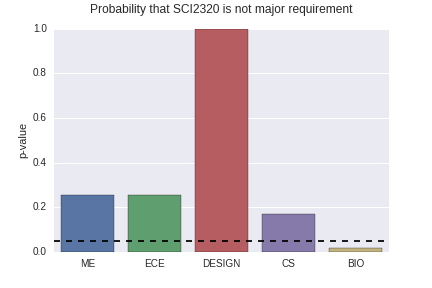 Probability that SCI2320 is not major requirement
1.0
0.8
0.6
0.4
0.2
0.0
p-value
ME ECE DESIGN CS BIO